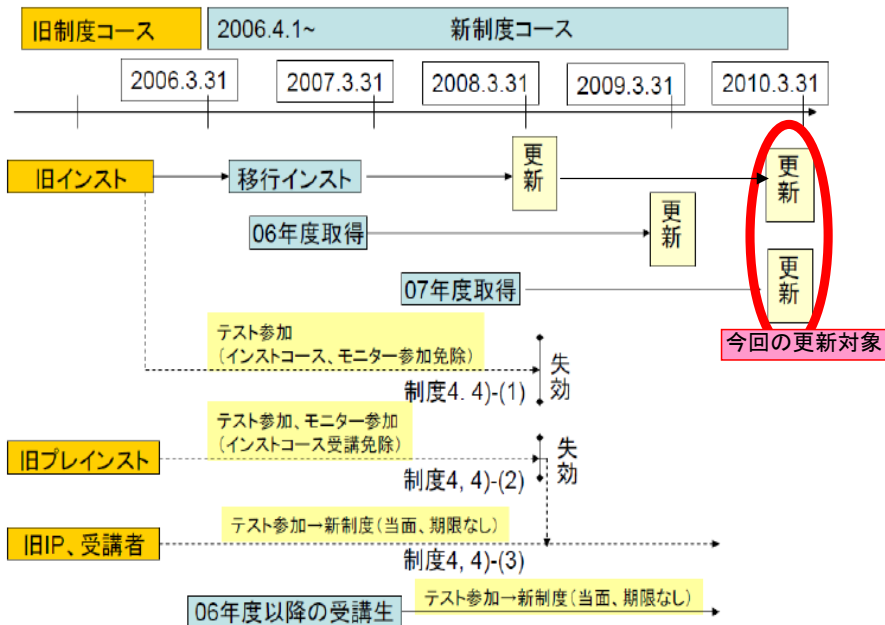 旧制度コース
2006.4.1~ 新制度コース
2006.3.31
2007.3.31
2008.3.31
2009.3.31
2010.3.31
旧インスト
移行インスト
更新
更新
06年度取得
更新
07年度取得
更新
今回の更新対象
テスト参加
(インストコース、モニター参加免除)
制度4. 4)-(1)
失効
テスト参加、モニター参加
(インストコース受講免除)
旧プレインスト
制度4, 4)-(2)
失効
テスト参加→新制度(当面、期限なし)
旧IP、受講者
制度4, 4)-(3)
06年度以降の受講生
テスト参加→新制度(当面、期限なし)